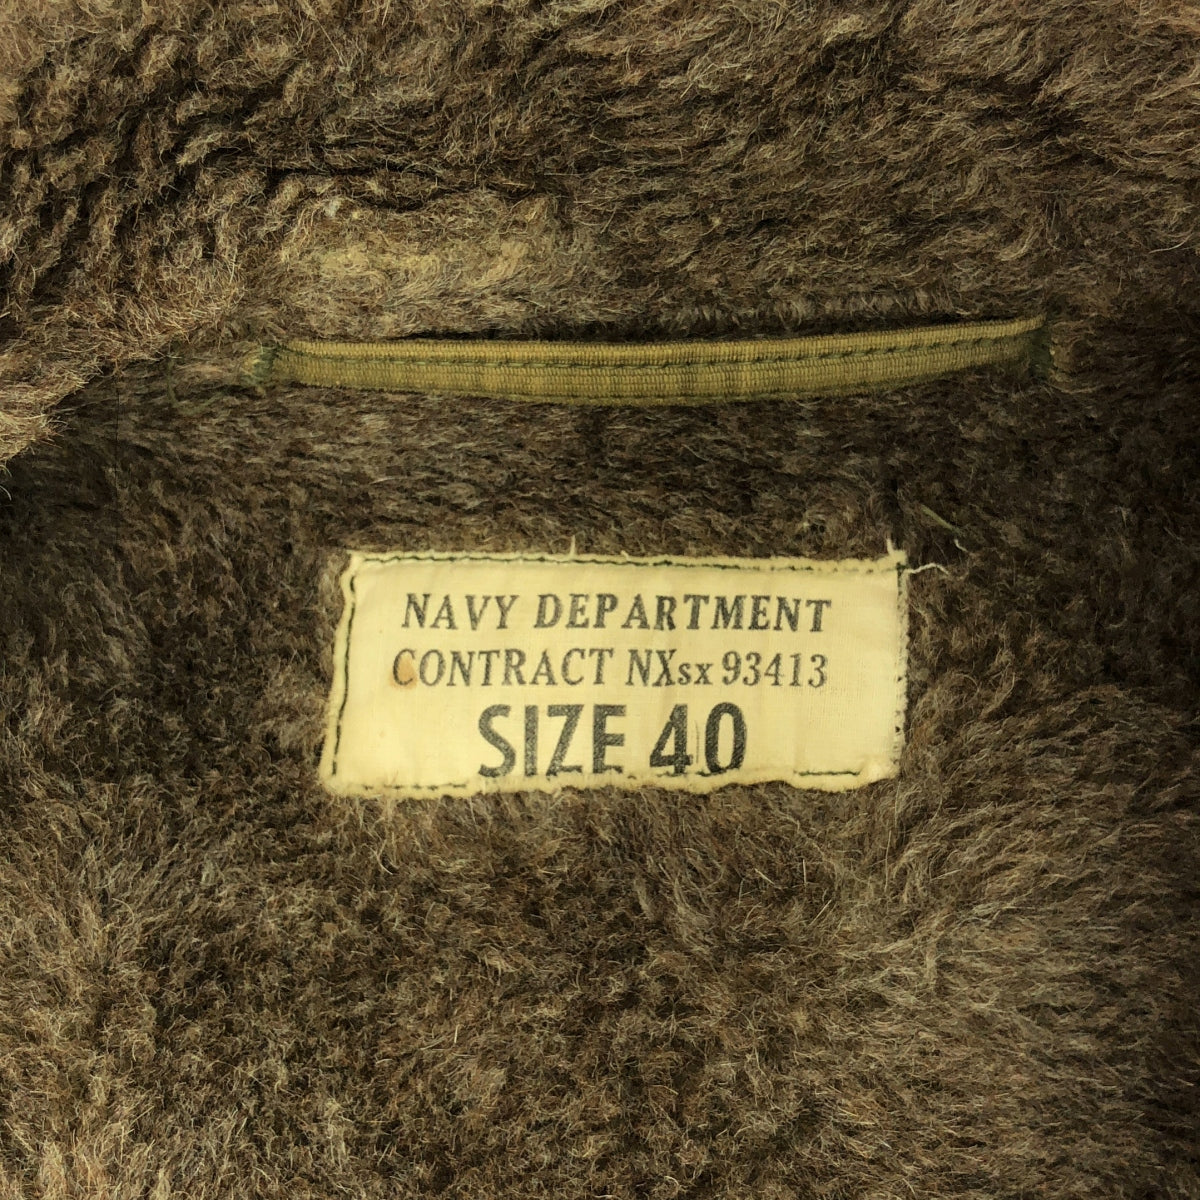 NAVY DEPARTMENT
CONTRACT NXsx 93413
SIZE 40